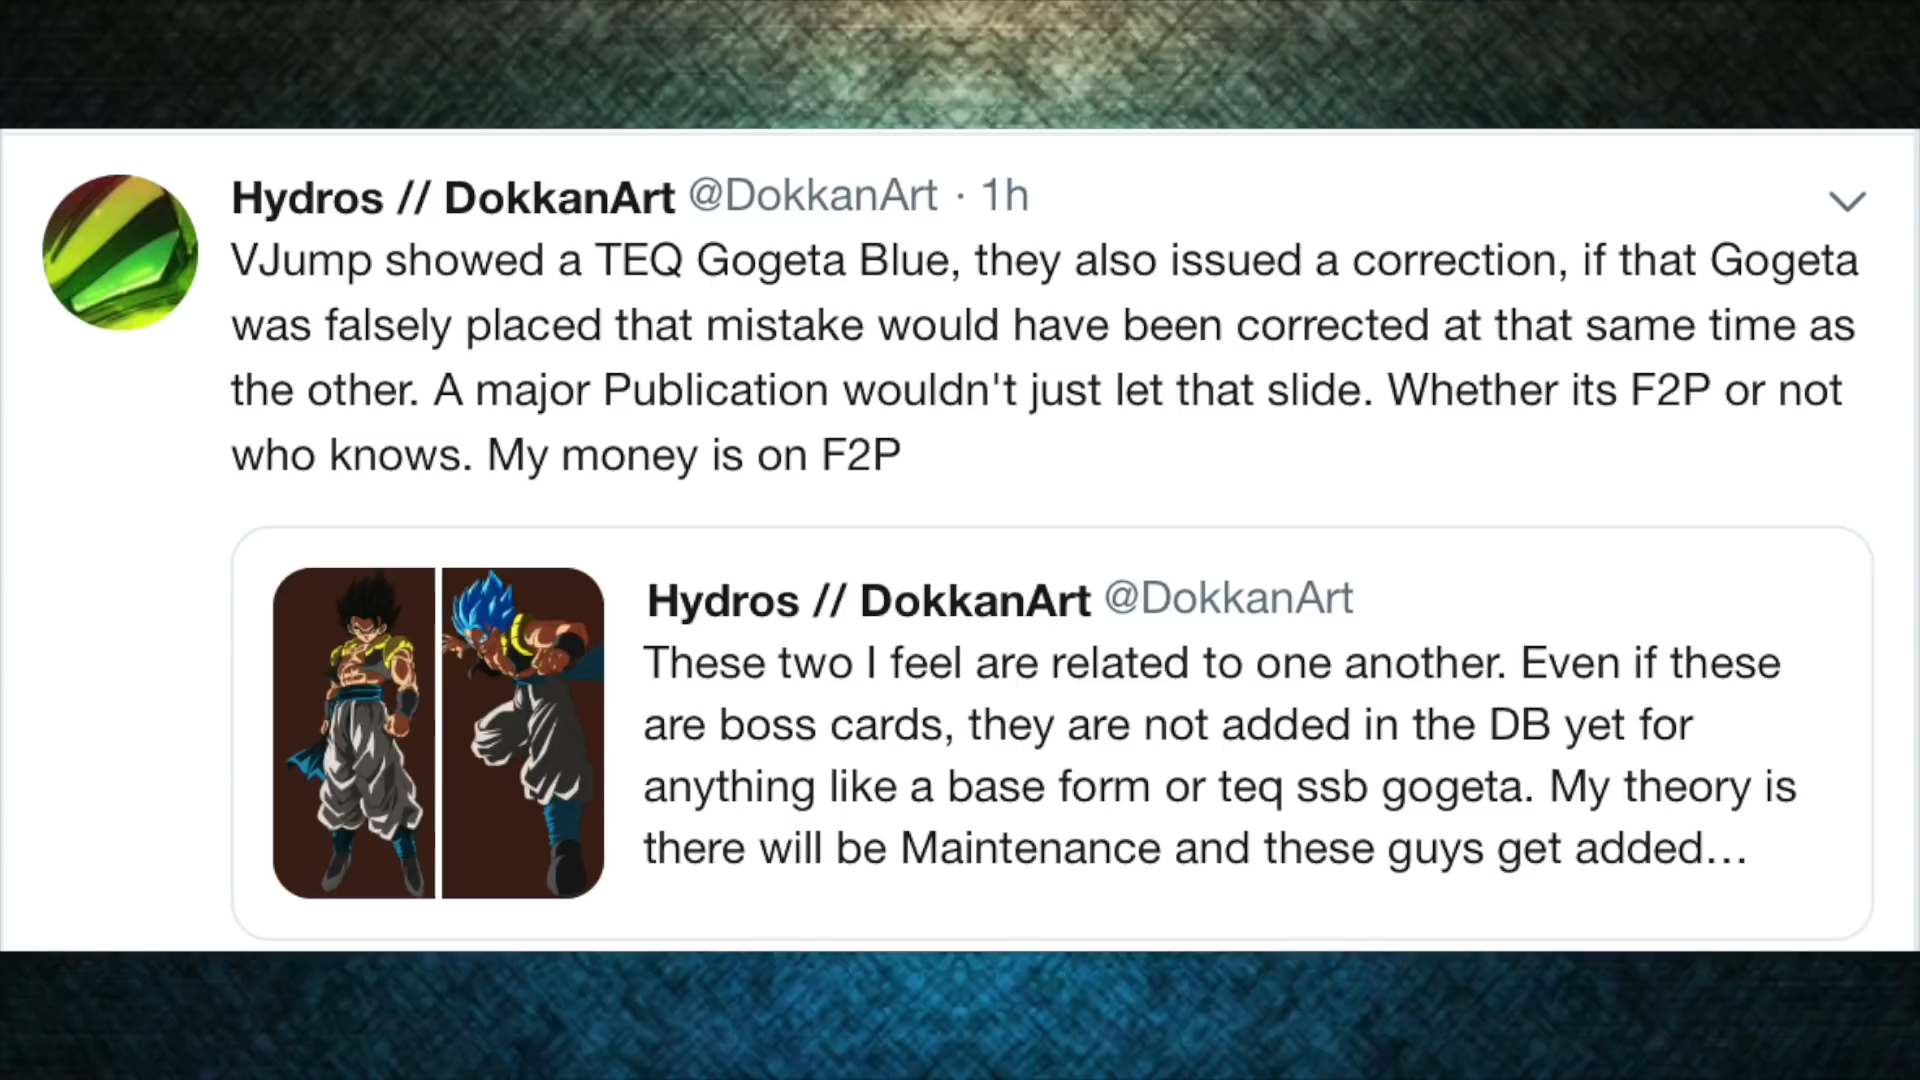 Hydros // DokkanArt @DokkanArt · 1h
VJump showed a TEQ Gogeta Blue, they also issued a correction, if that Gogeta
was falsely placed that mistake would have been corrected at that same time as
the other. A major Publication wouldn't just let that slide. Whether its F2P or not
who knows. My money is on F2P
Hydros // DokkanArt @DokkanArt
These two I feel are related to one another. Even if these
are boss cards, they are not added in the DB yet for
anything like a base form or teq ssb gogeta. My theory is
there will be Maintenance and these guys get added...